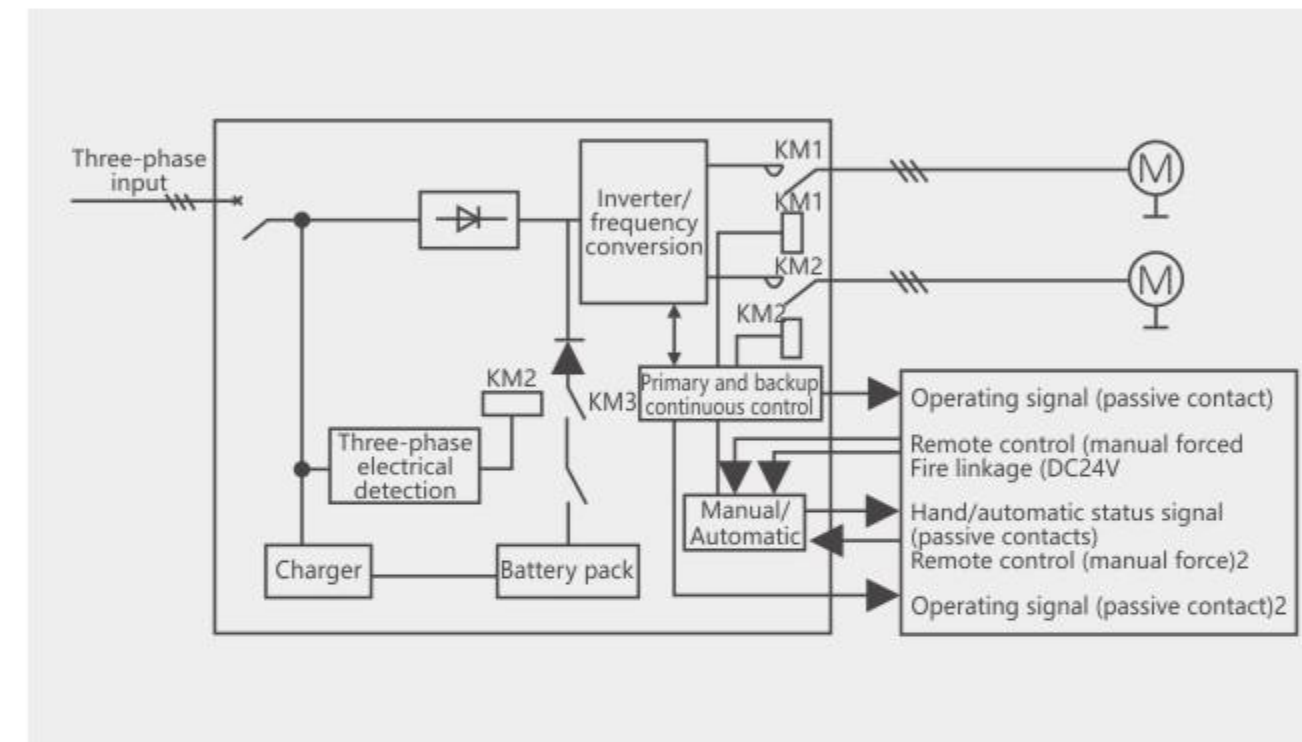 Three-phase
input
Inverter/
frequency
conversion
KM1
M
KM1
KM2
M
KM2
KM2
KM3
Primary and backup
continuous control
Three-phase
electrical
detection
Manual/
Automatic
Charger
Battery pack
Operating signal (passive contact)
Remote control (manual forced
Fire linkage (DC24V
Hand/automatic status signal
(passive contacts)
Remote control (manual force)2
Operating signal (passive contact)2